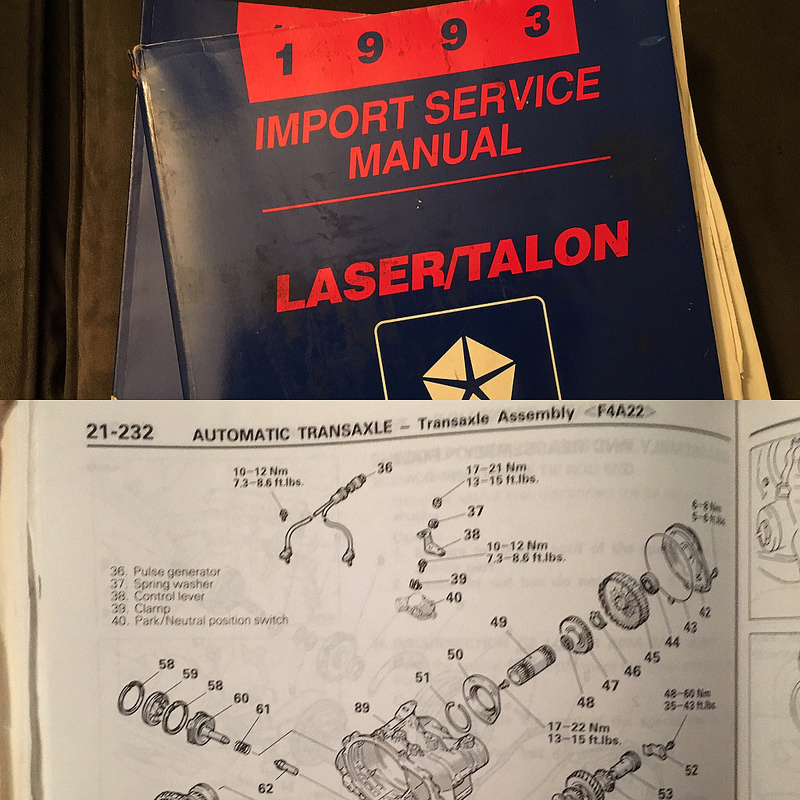 1993
IMPORT SERVICE
MANUAL
LASER/TALON
21-232 AUTOMATIC TRANSAXLE – Transaxle Assembly <F4A22>
10–12 Nm
7.3–8.6 ft.lbs.
36
17–21 Nm
13–15 ft.lbs.
37
38
10–12 Nm
7.3–8.6 ft.lbs.
39
40
36. Pulse generator
37. Spring washer
38. Control lever
39. Clamp
40. Park/Neutral position switch
42
43
44
45
46
47
48
49
50
51
89
58
59
58
60
61
62
17–22 Nm
13–15 ft.lbs.
48–60 Nm
35–43 ft.lbs
52
53